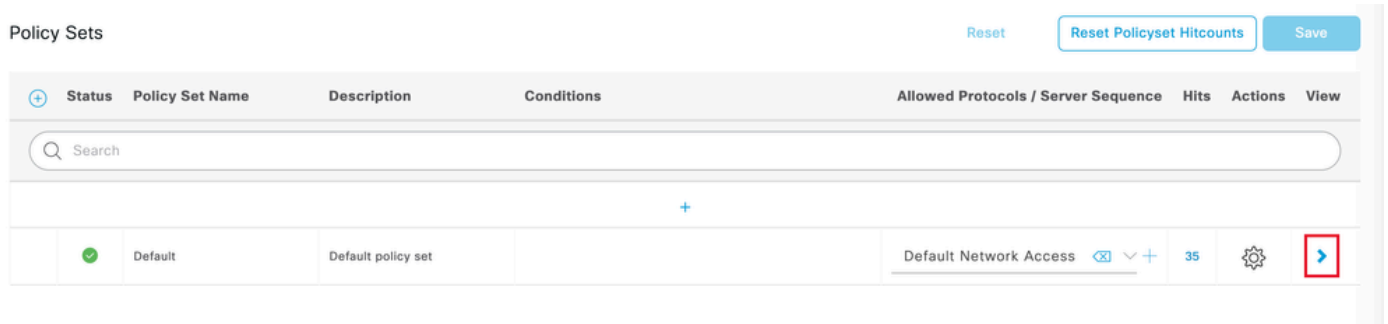 Policy Sets Reset Reset Policyset Hitcounts Save
Status Policy Set Name Description Conditions Allowed Protocols / Server Sequence Hits Actions View
Search
+
Default Default policy set Default Network Access + 35